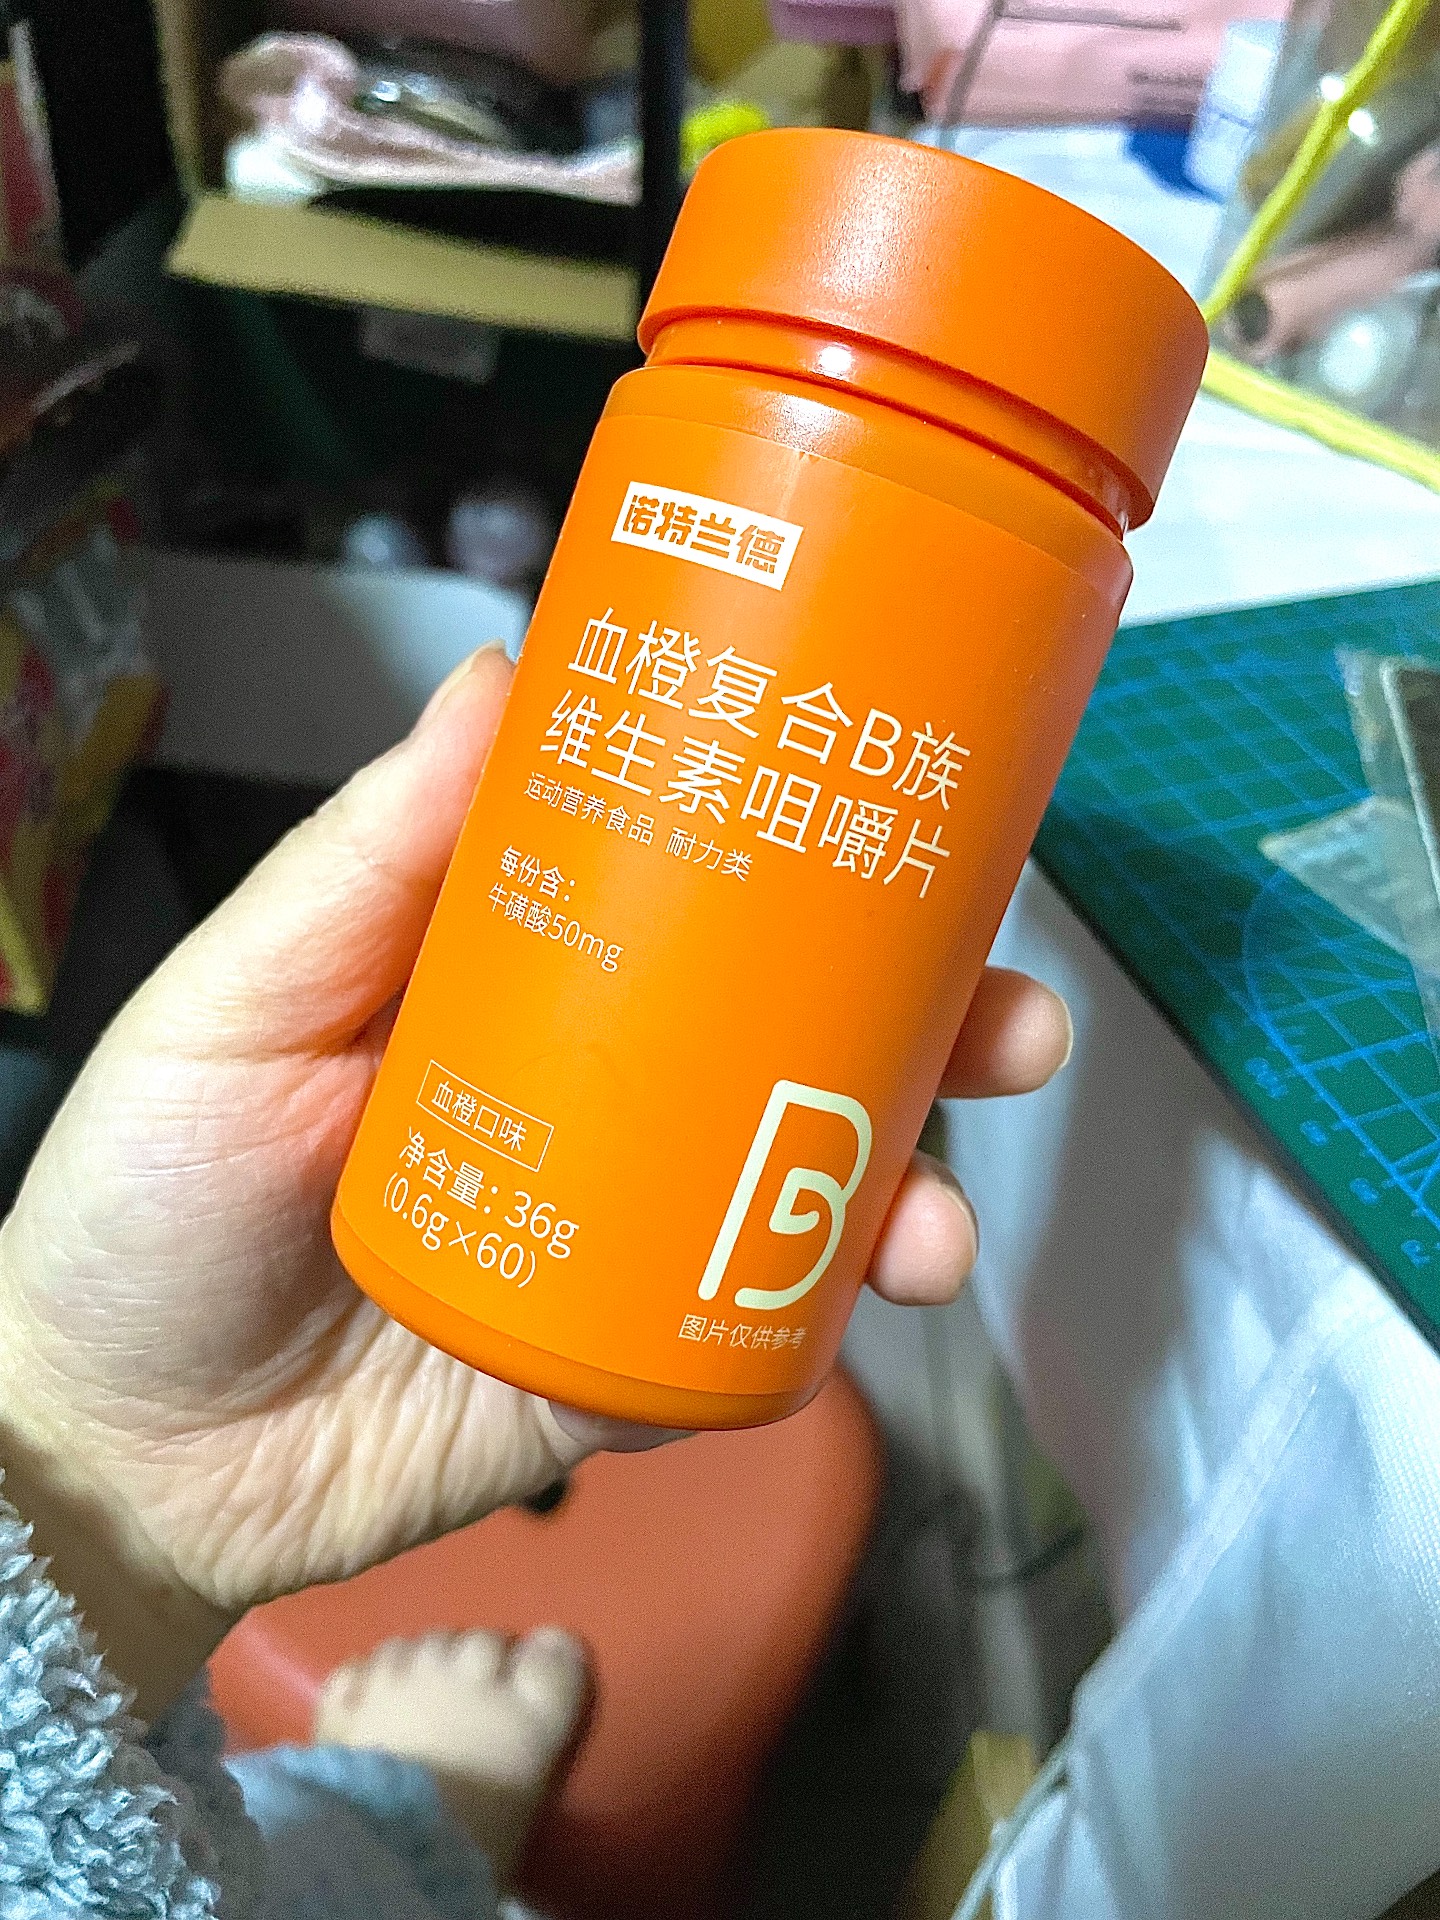 诺特兰德
血橙复合B族
维生素咀嚼片
运动营养食品 耐力类
每份含：
牛磺酸50mg
血橙口味
净含量：36g
(0.6g×60)
B
图片仅供参考